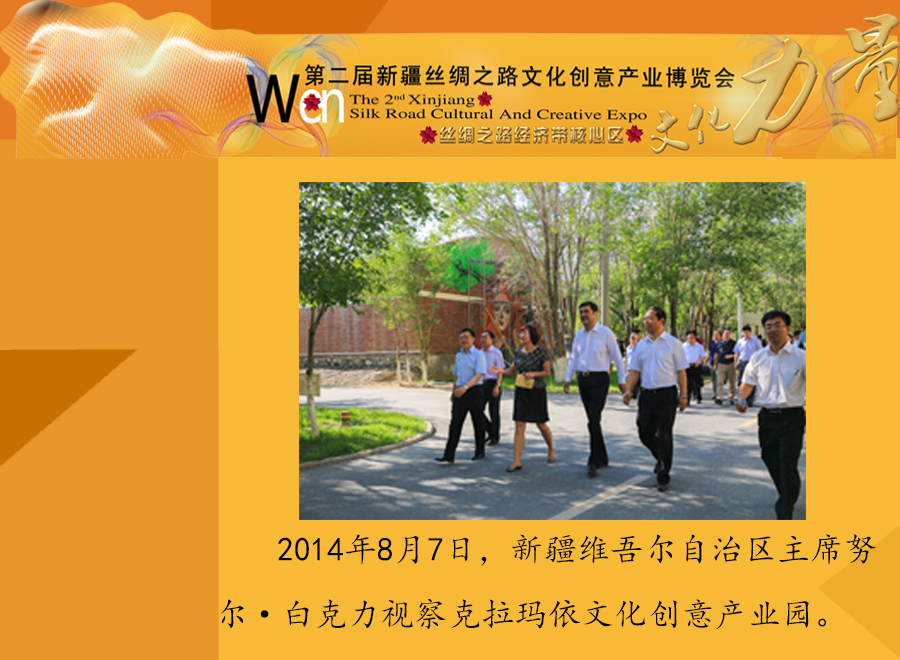 第二届新疆丝绸之路文化创意产业博览会
Wcn
The 2nd Xinjiang
Silk Road Cultural And Creative Expo
丝绸之路经济带核心区
文化力量
2014年8月7日，新疆维吾尔自治区主席努
尔·白克力视察克拉玛依文化创意产业园。